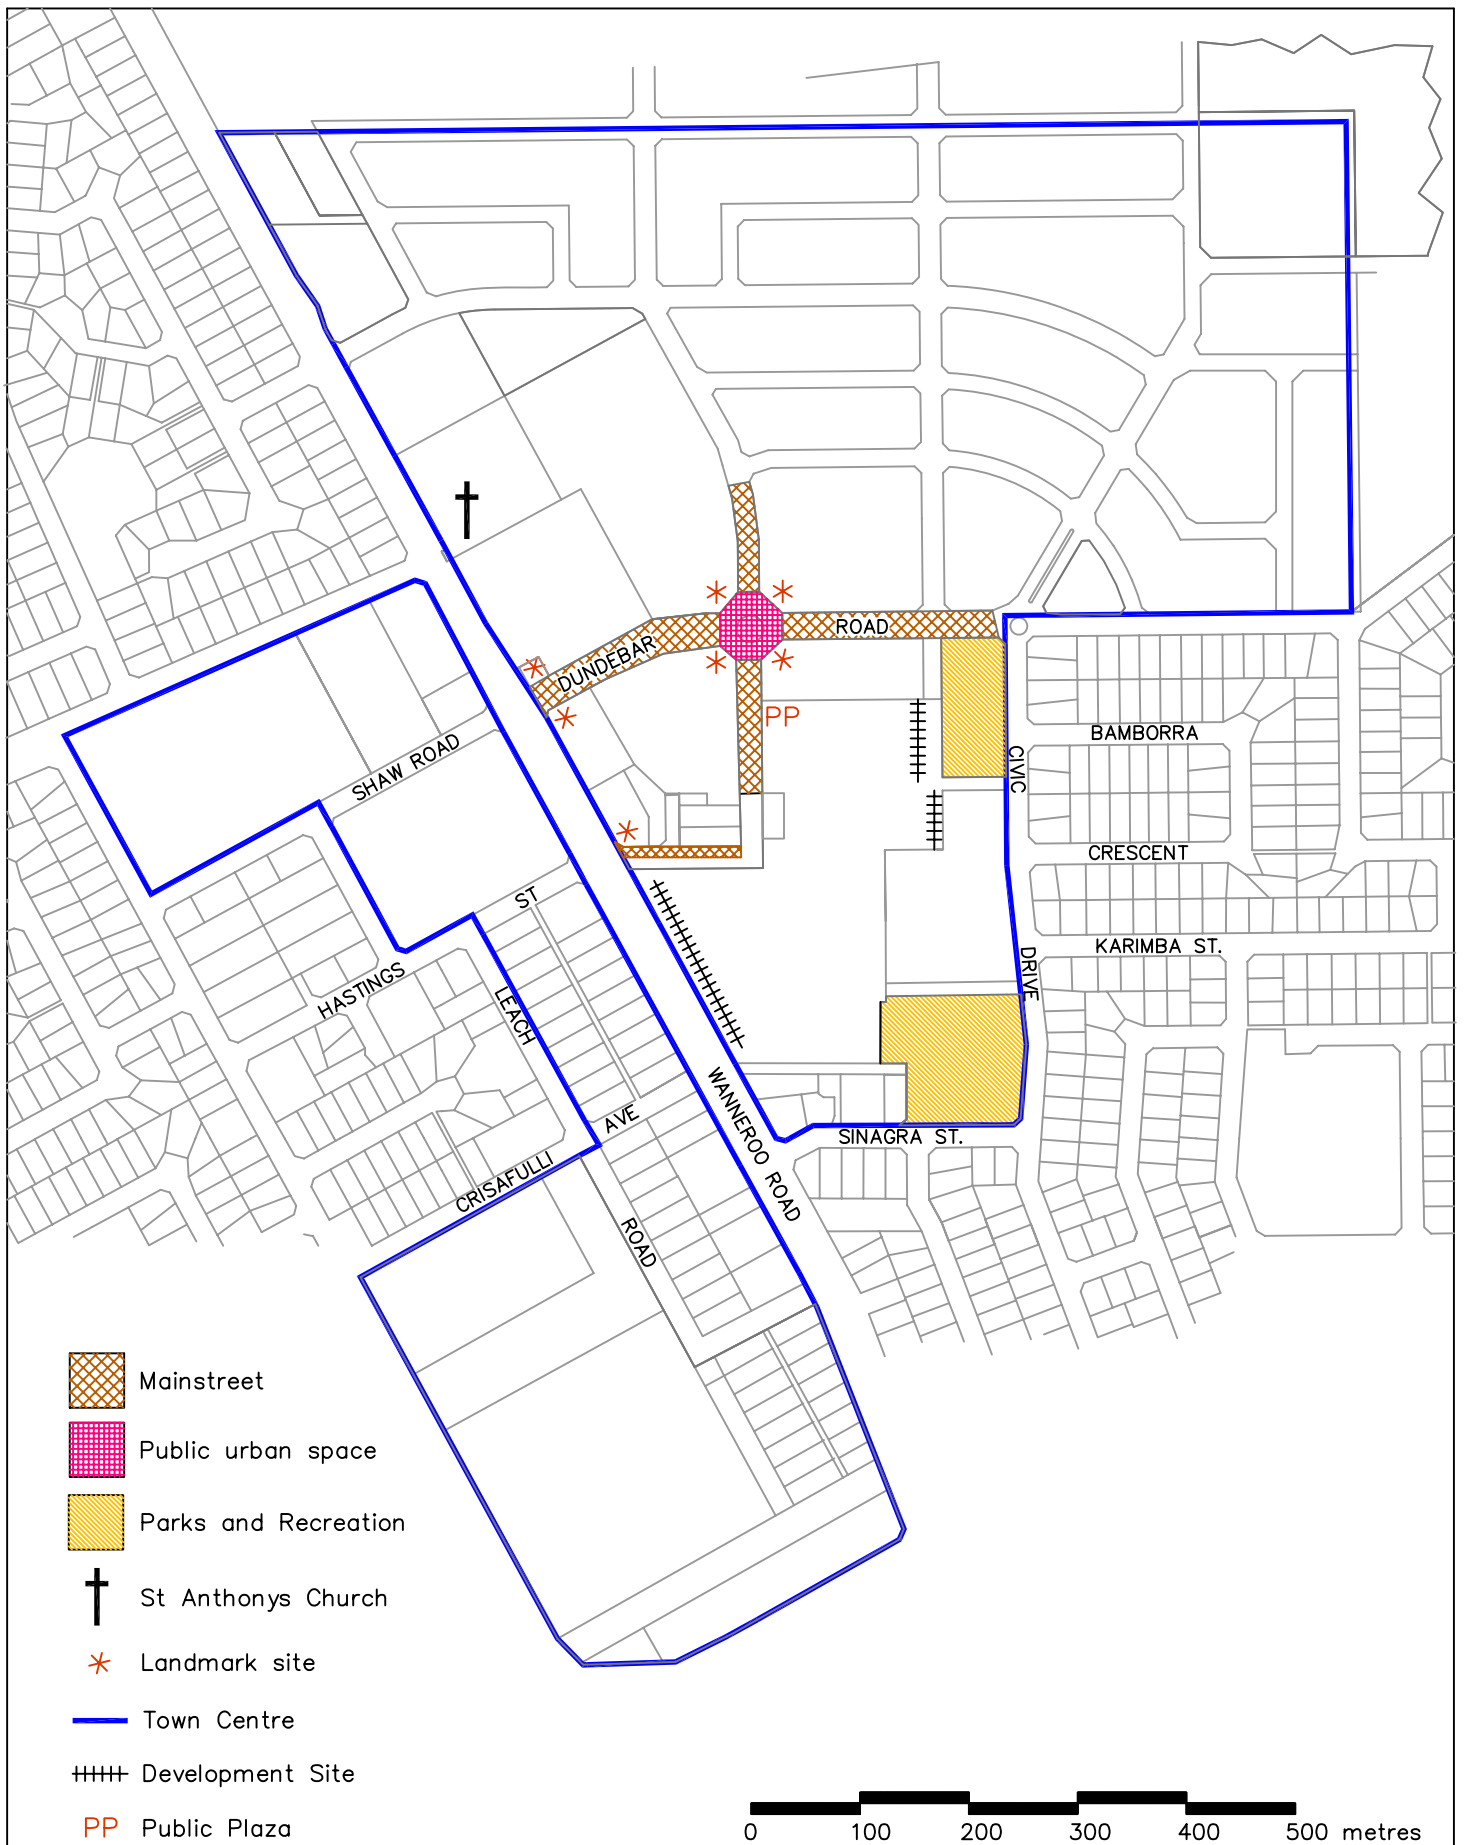 DUNDEBAR
ROAD
PP
SHAW ROAD
BAMBORRA
CIVIC
CRESCENT
ST
KARIMBA ST.
HASTINGS
LEACH
DRIVE
WANNEROO ROAD
AVE
SINAGRA ST.
CRISAFULLI
ROAD
Mainstreet
Public urban space
Parks and Recreation
St Anthonys Church
Landmark site
Town Centre
Development Site
PP Public Plaza
0 100 200 300 400 500 metres